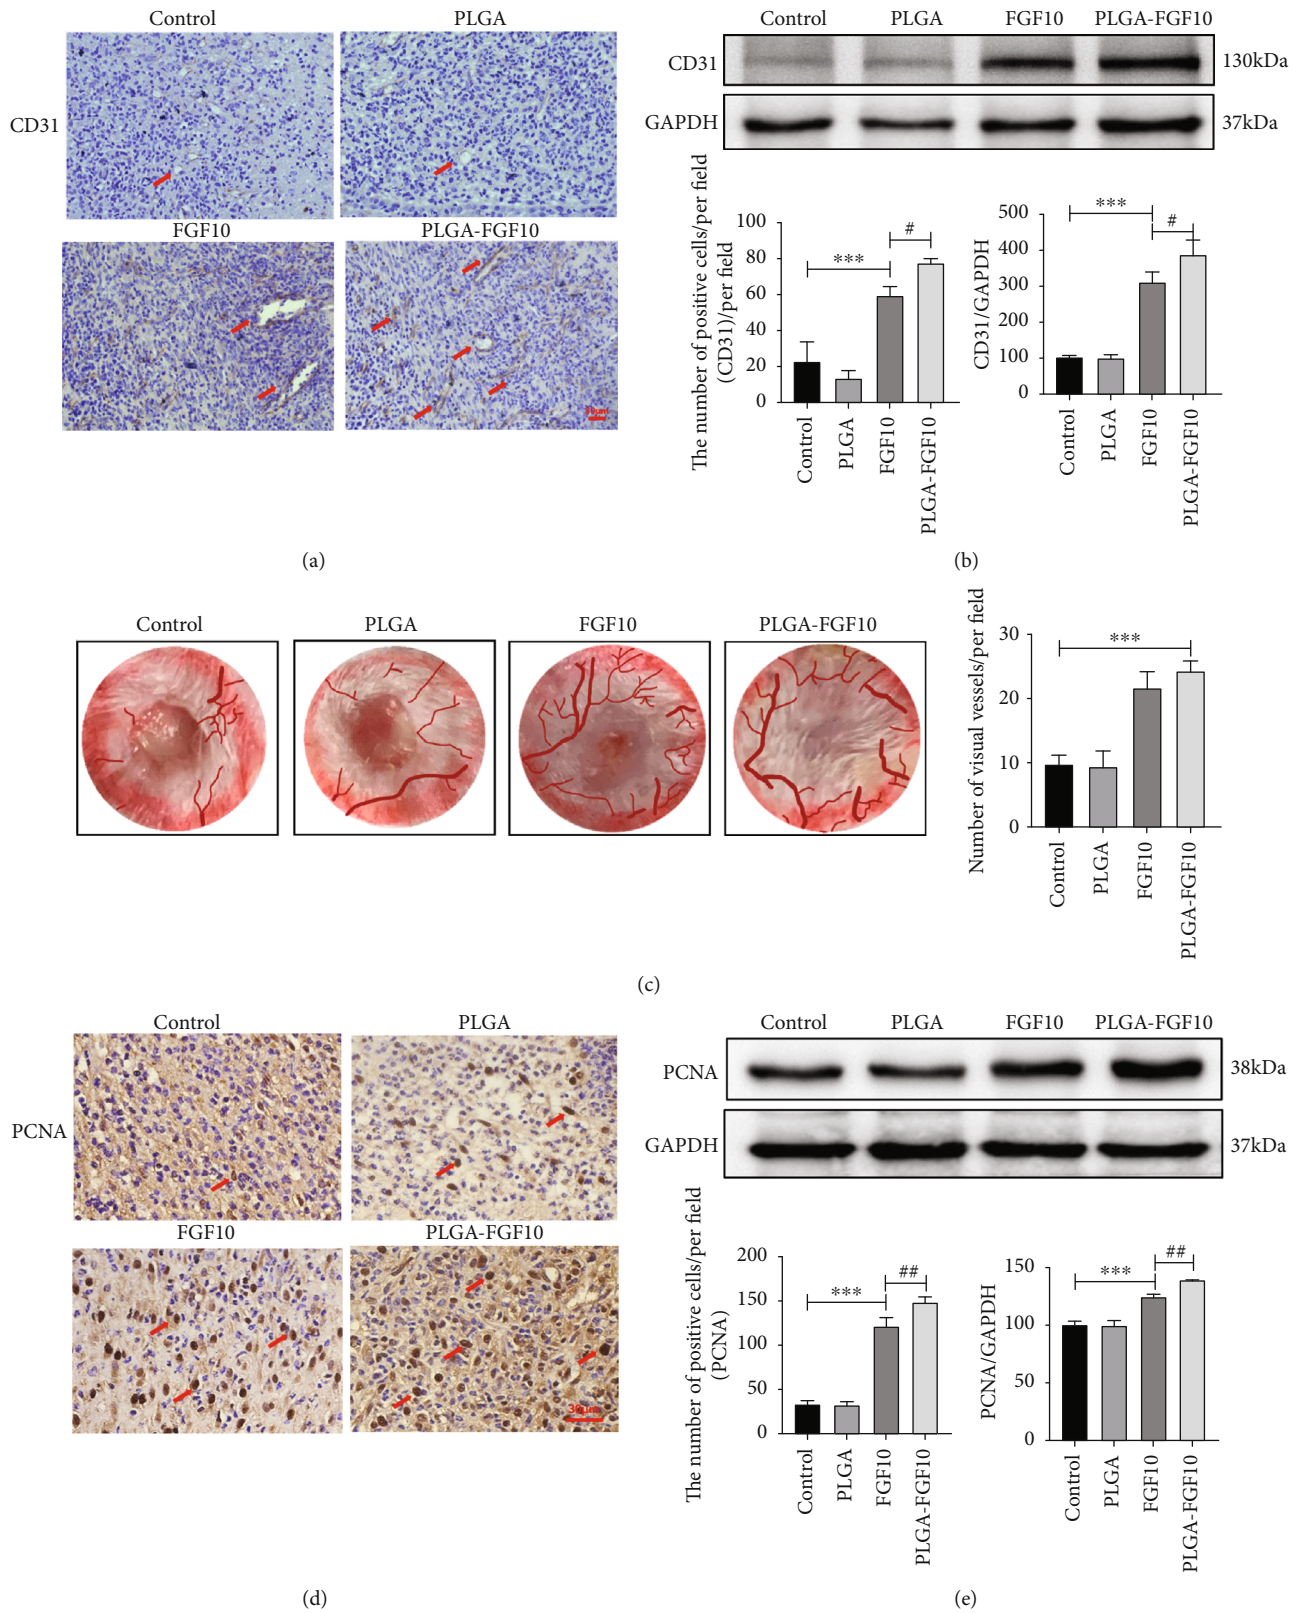 Control PLGA
CD31
FGF10 PLGA-FGF10
(a)
Control PLGA FGF10 PLGA-FGF10
CD31 130kDa
GAPDH 37kDa
The number of positive cells/per field
(CD31)/per field
100
80
60
40
20
0
***
#
Control
PLGA
FGF10
PLGA-FGF10
CD31/GAPDH
500
400
300
200
100
0
***
#
Control
PLGA
FGF10
PLGA-FGF10
(b)
Control PLGA FGF10 PLGA-FGF10
Number of visual vessels/per field
30
20
10
0
***
Control
PLGA
FGF10
PLGA-FGF10
(c)
Control PLGA
PCNA
FGF10 PLGA-FGF10
30μm
(d)
Control PLGA FGF10 PLGA-FGF10
PCNA 38kDa
GAPDH 37kDa
The number of positive cells/per field
(PCNA)
200
150
100
50
0
***
##
Control
PLGA
FGF10
PLGA-FGF10
PCNA/GAPDH
150
100
50
0
***
##
Control
PLGA
FGF10
PLGA-FGF10
(e)